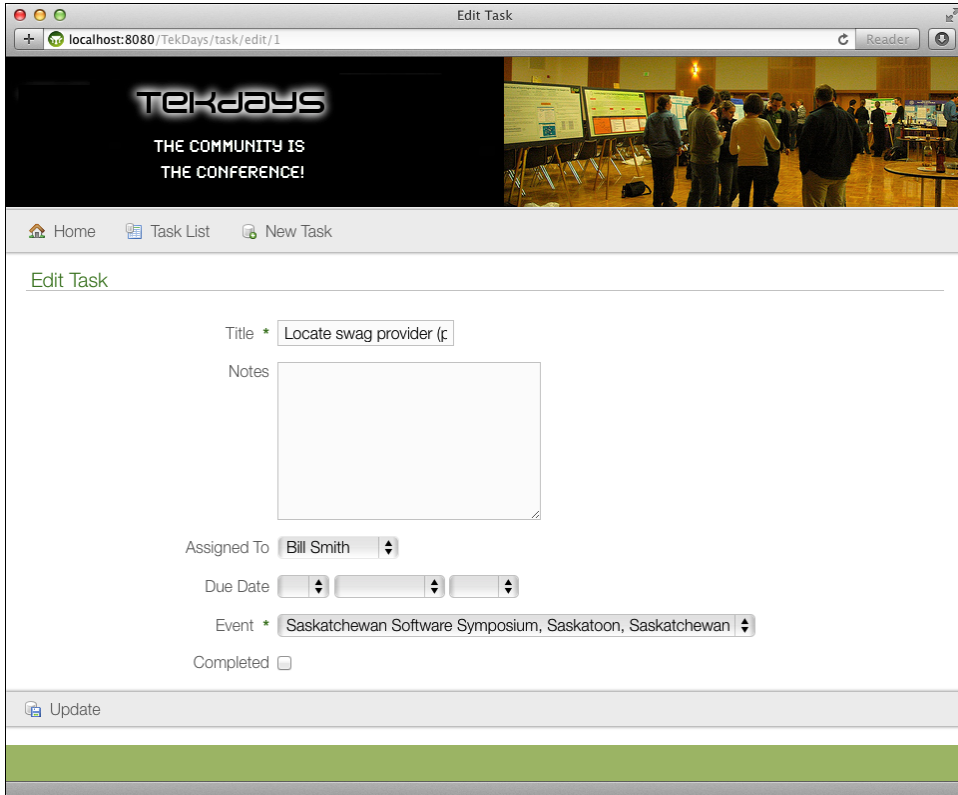 Edit Task
localhost:8080/TekDays/task/edit/1
Reader
TekDays
THE COMMUNITY IS
THE CONFERENCE!
Home Task List New Task
Edit Task
Title * Locate swag provider (p
Notes
Assigned To Bill Smith
Due Date
Event * Saskatchewan Software Symposium, Saskatoon, Saskatchewan
Completed
Update